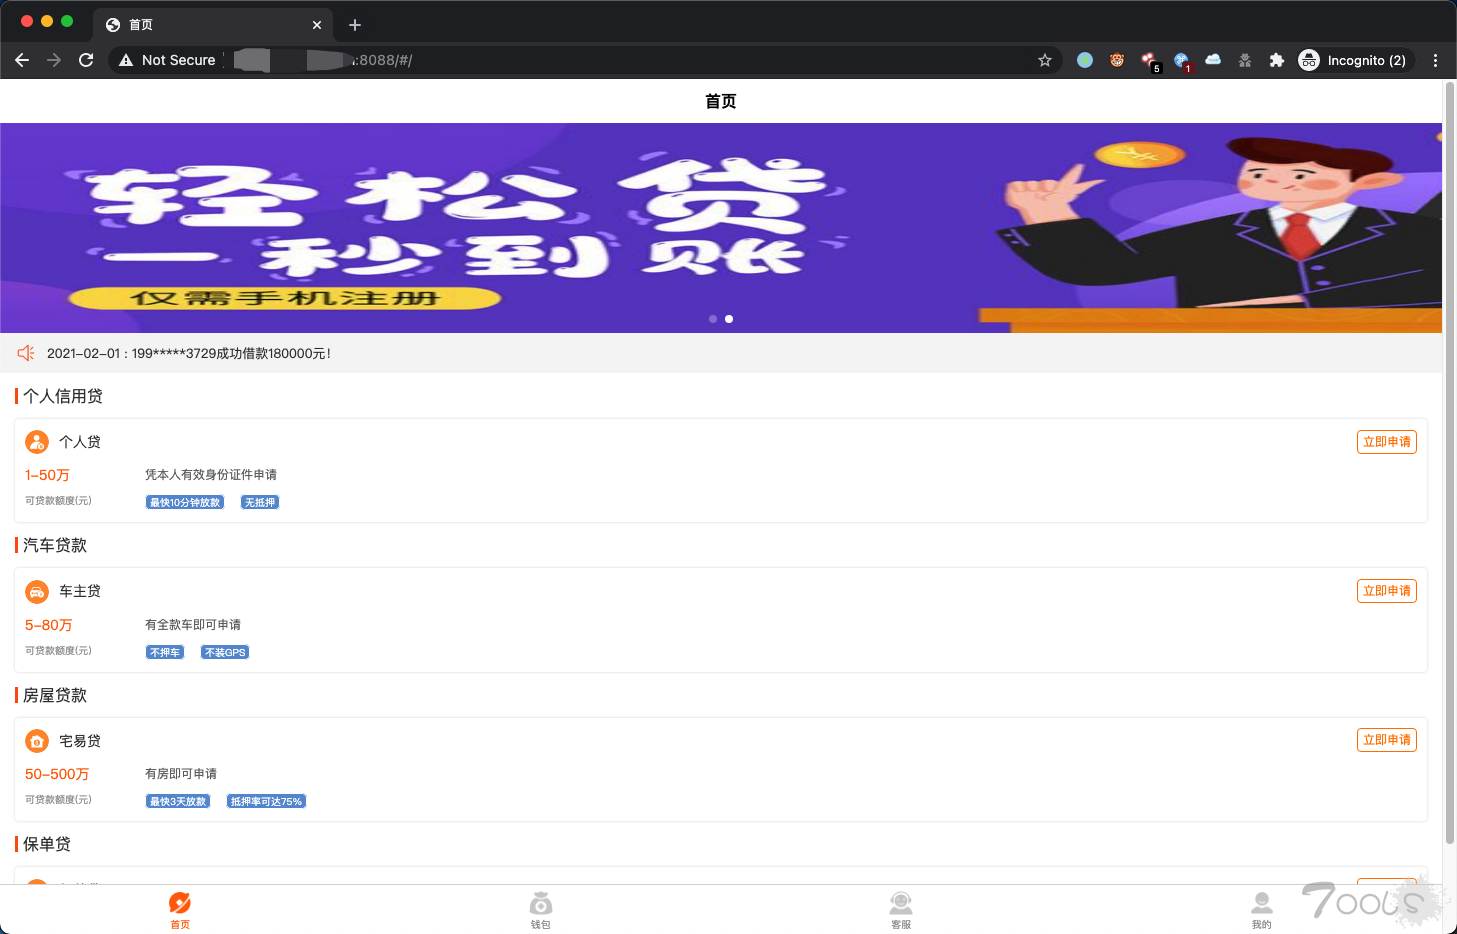 首页
Not Secure
:8088/#/
5
1
Incognito (2)
首页
轻松贷
一秒到账
仅需手机注册
2021-02-01 : 199*****3729成功借款180000元!
个人信用贷
个人贷
立即申请
1-50万
凭本人有效身份证件申请
可贷款额度(元)
最快10分钟放款
无抵押
汽车贷款
车主贷
立即申请
5-80万
有全款车即可申请
可贷款额度(元)
不押车
不装GPS
房屋贷款
宅易贷
立即申请
50-500万
有房即可申请
可贷款额度(元)
最快3天放款
抵押率可达75%
保单贷
首页
钱包
客服
我的
7ools